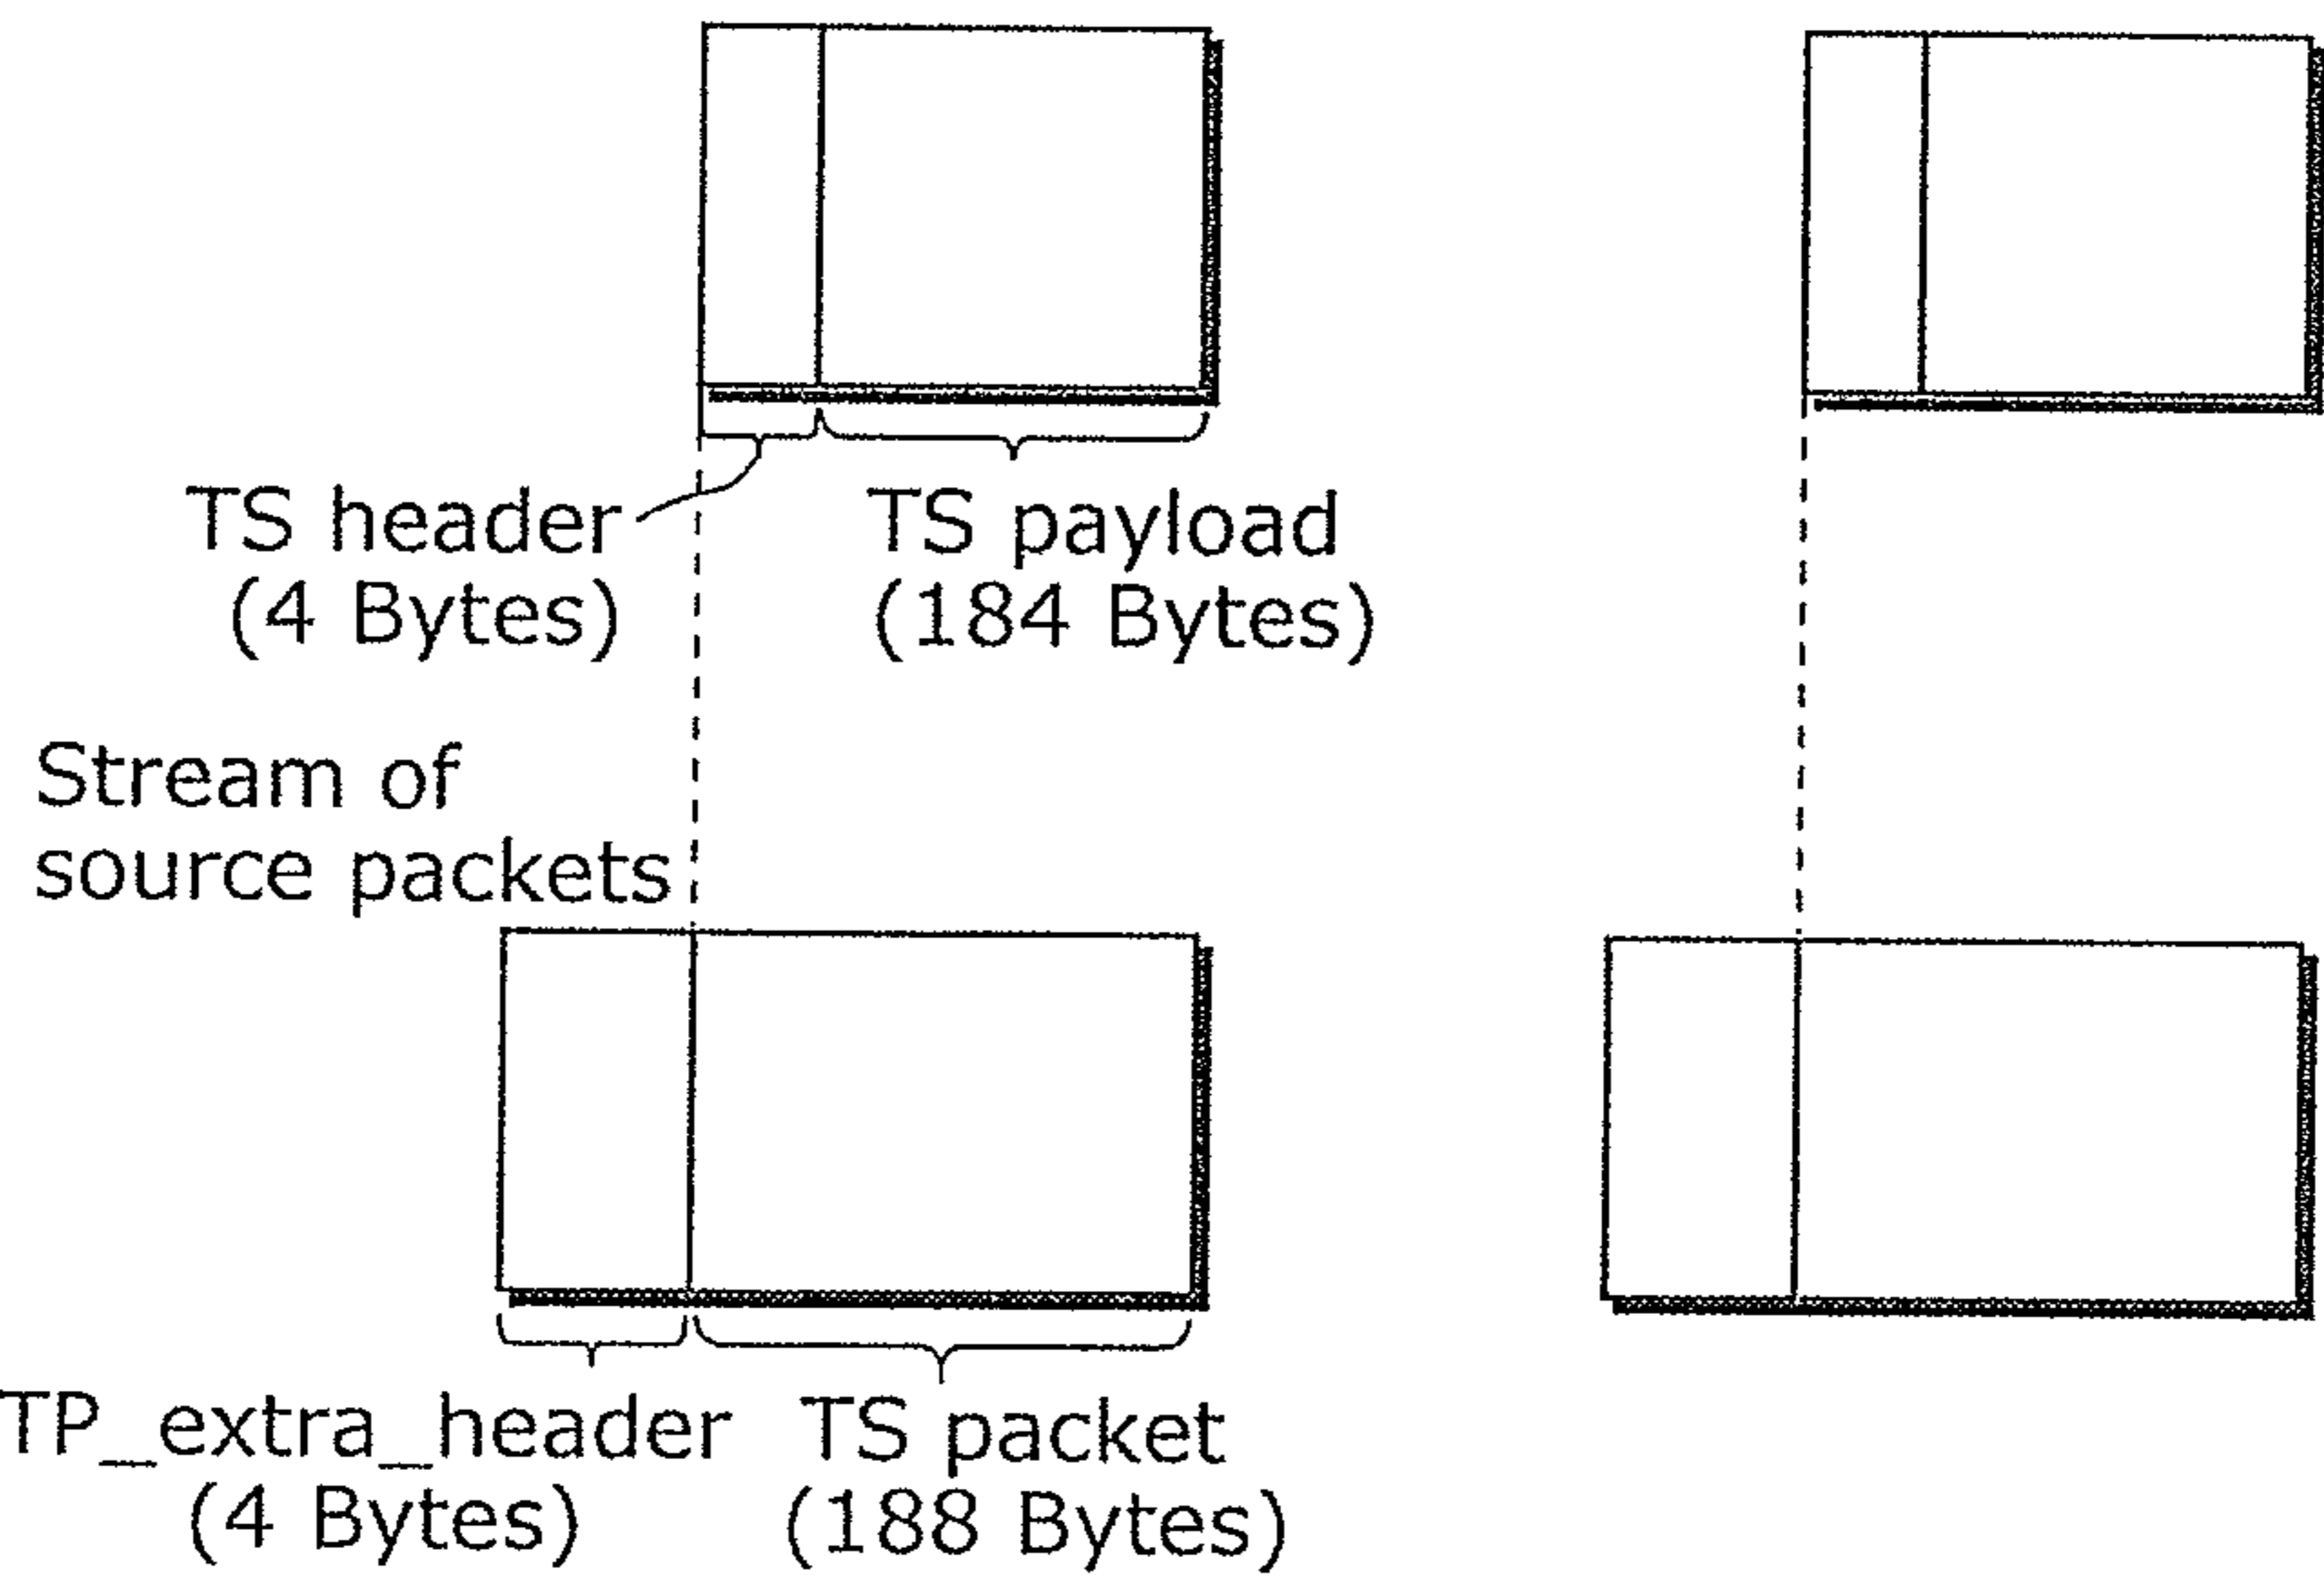 TS header TS payload
(4 Bytes) (184 Bytes)
Stream of
source packets
TP_extra_header TS packet
(4 Bytes) (188 Bytes)